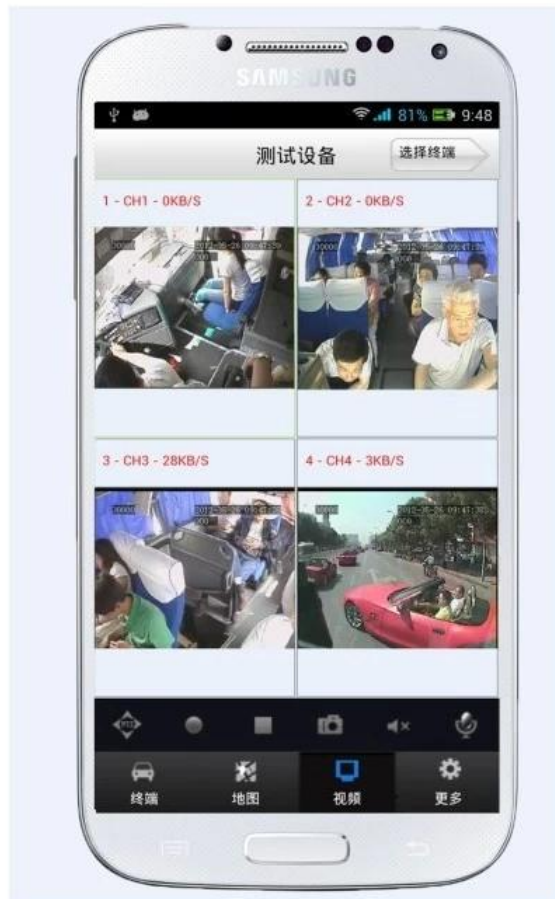 SAMSUNG
81% 9:48
测试设备
选择终端
1 - CH1 - 0KB/S
2 - CH2 - 0KB/S
3 - CH3 - 28KB/S
4 - CH4 - 3KB/S
PTZ
终端
地图
视频
更多